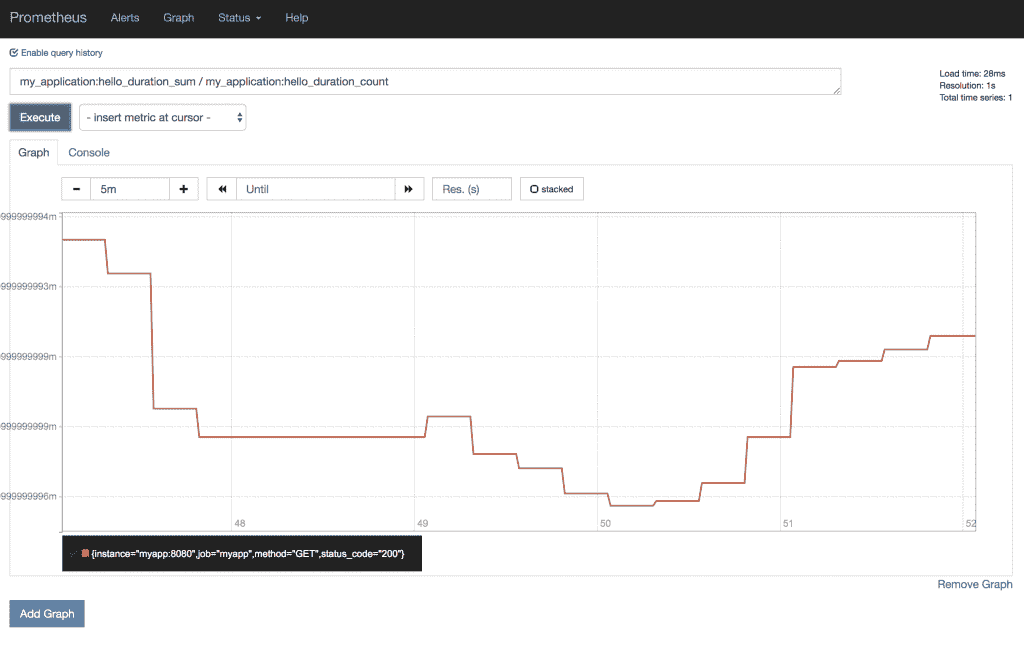 Prometheus Alerts Graph Status Help
Enable query history
my_application:hello_duration_sum / my_application:hello_duration_count
Load time: 28ms
Resolution: 1s
Total time series: 1
Execute - insert metric at cursor -
Graph Console
- 5m + Until Res. (s) stacked
999999994m
999999993m
999999999m
999999999m
999999996m
48 49 50 51 52
{instance="myapp:8080",job="myapp",method="GET",status_code="200"}
Remove Graph
Add Graph